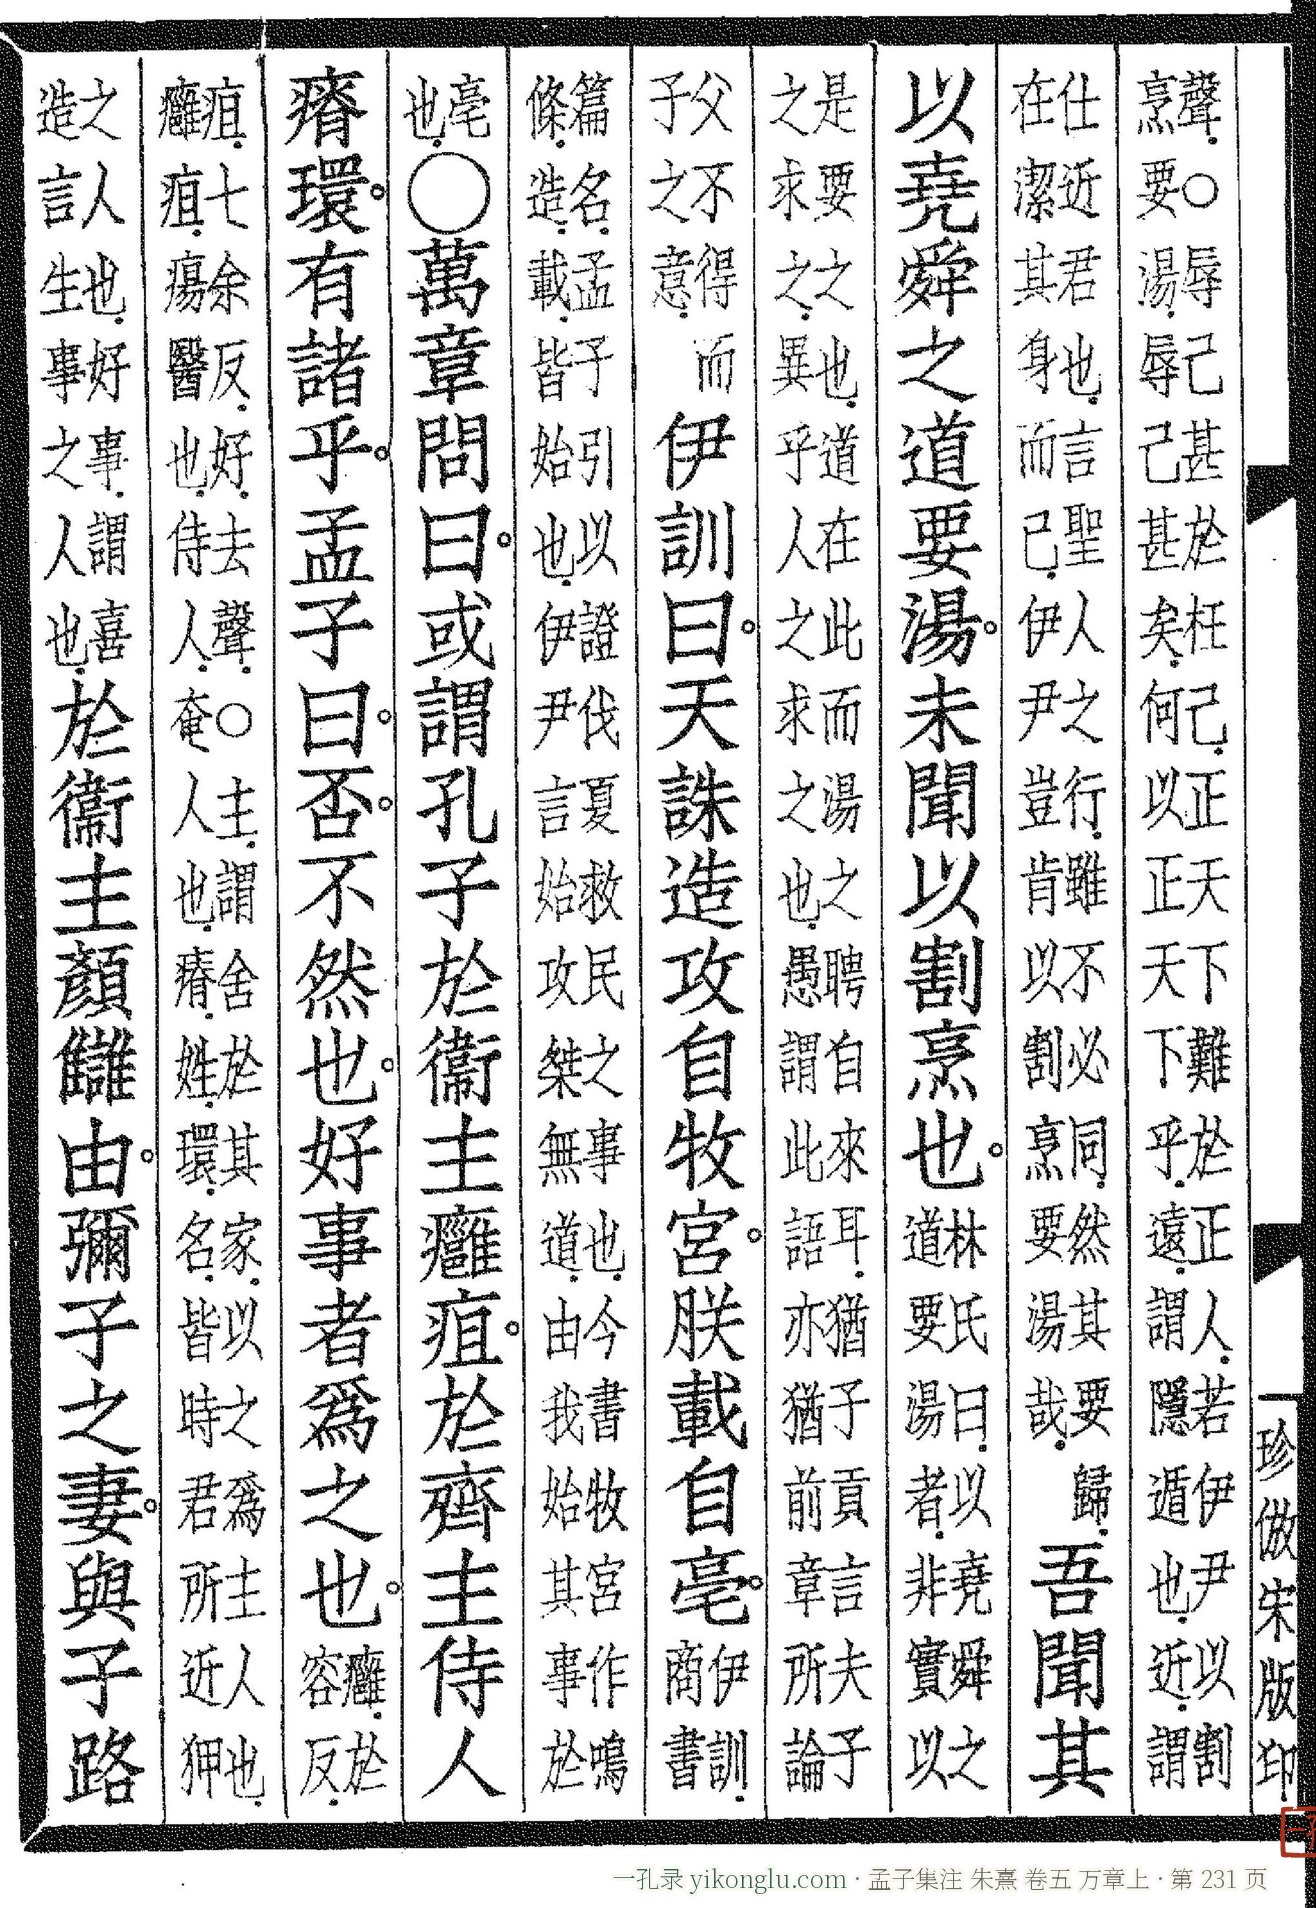 聲。○辱己甚於枉己。正天下難於正人。若伊尹以割
烹要湯。辱己甚矣。何以正天下乎。遠。謂隱遁也。近。謂
仕近君也。言聖人之行。雖不必同。然其要歸。
在潔其身而已。伊尹豈肯以割烹要湯哉。
吾聞其
以堯舜之道要湯。未聞以割烹也。
林氏曰。以堯舜之
道要湯者。非實以
是要之也。道在此而湯之聘自來耳。猶子貢言夫子
之求之。異乎人之求之也。愚謂此語亦猶前章所論
父不得而
子之意。
伊訓曰。天誅造攻自牧宮。朕載自亳。
伊訓。
商書
篇名。孟子引以證伐夏救民之事也。今書牧宮作鳴
條。造。載。皆始也。伊尹言始攻桀無道。由我始其事於
亳
也。
○萬章問曰。或謂孔子於衞主癰疽。於齊主侍人
瘠環。有諸乎。孟子曰。否。不然也。好事者爲之也。
癰。於
容反。
疽。七余反。好。去聲。○主。謂舍於其家。以之爲主人也。
癰疽。瘍醫也。侍人。奄人也。瘠。姓。環。名。皆時君所近狎
之人也。好事。謂喜
造言生事之人也。
於衞主顏讎由。彌子之妻。與子路
珍倣宋版印
一孔录 yikonglu.com · 孟子集注 朱熹 卷五 万章上 · 第 231 页